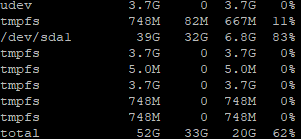 udev 3.7G 0 3.7G 0%
tmpfs 748M 82M 667M 11%
/dev/sda1 39G 32G 6.8G 83%
tmpfs 3.7G 0 3.7G 0%
tmpfs 5.0M 0 5.0M 0%
tmpfs 3.7G 0 3.7G 0%
tmpfs 748M 0 748M 0%
tmpfs 748M 0 748M 0%
total 52G 33G 20G 62%